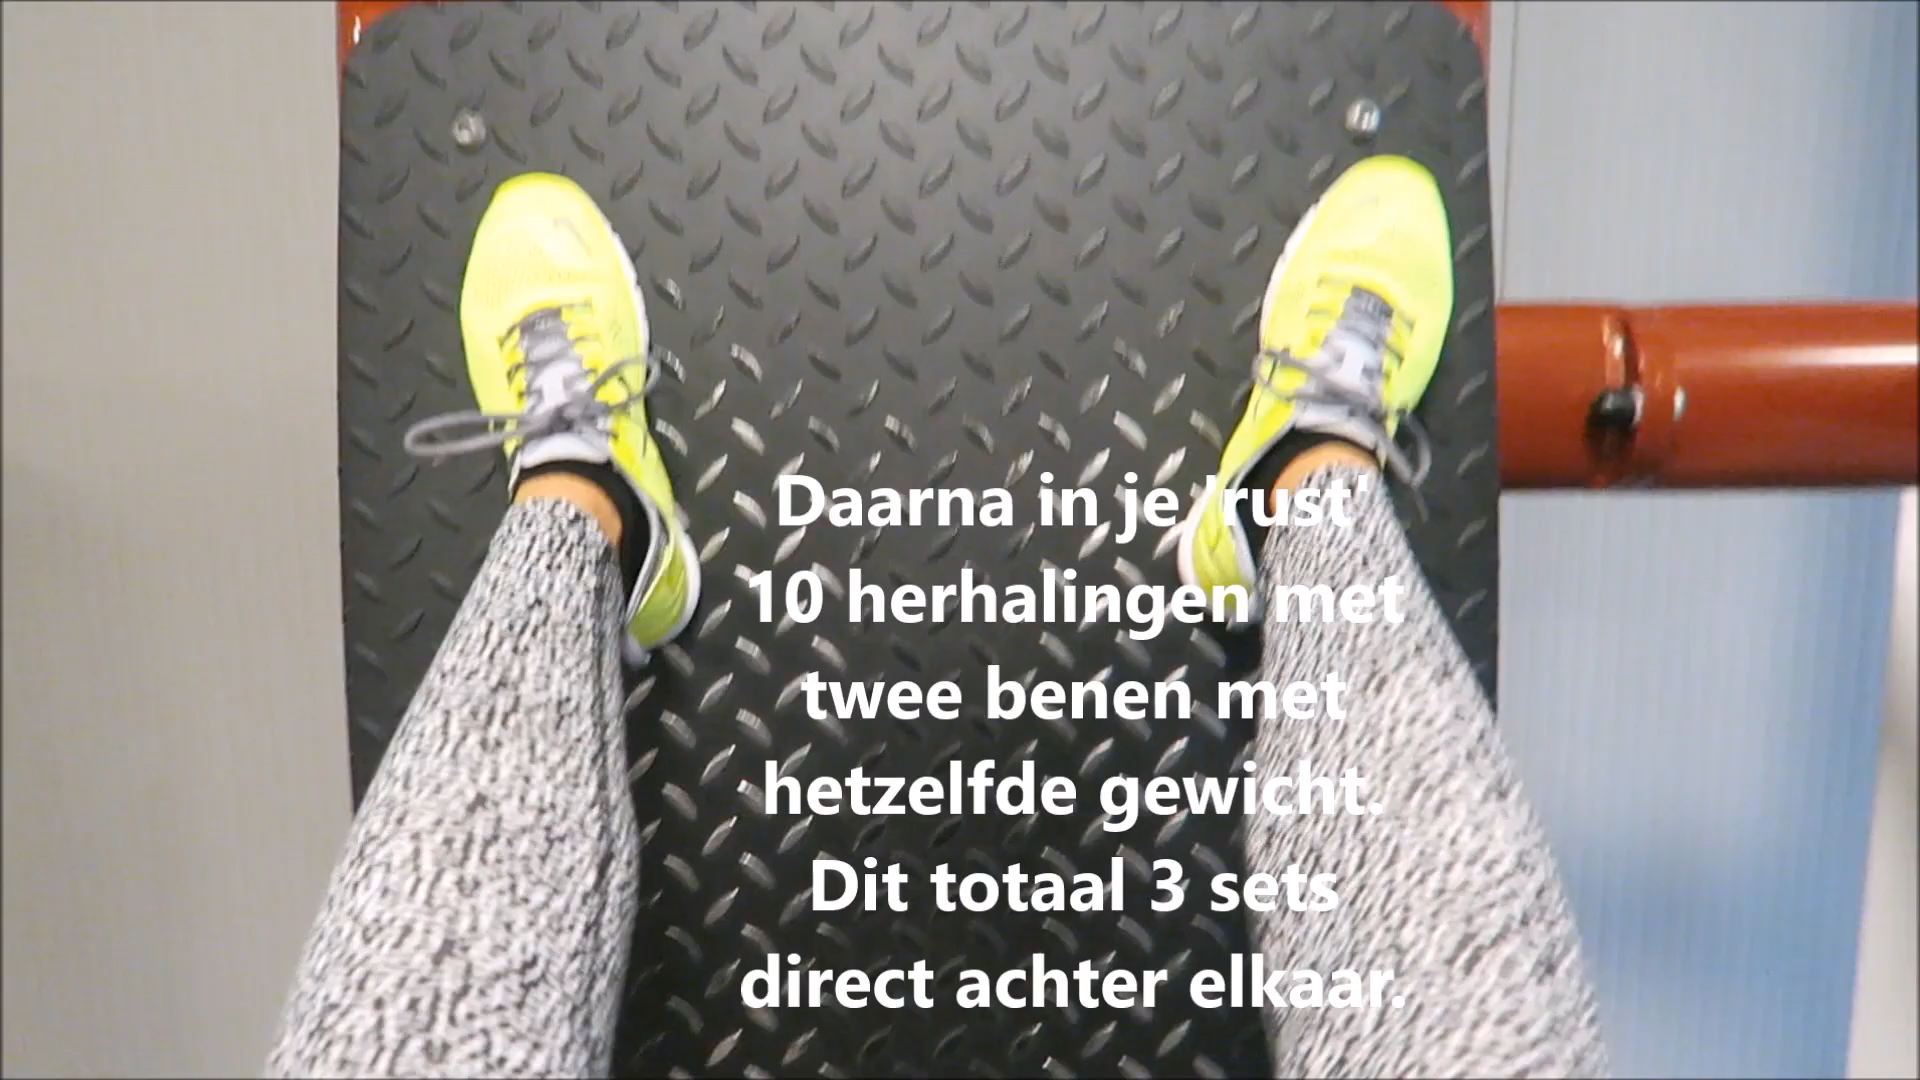 Daarna in je 'rust'
10 herhalingen met
twee benen met
hetzelfde gewicht.
Dit totaal 3 sets
direct achter elkaar.